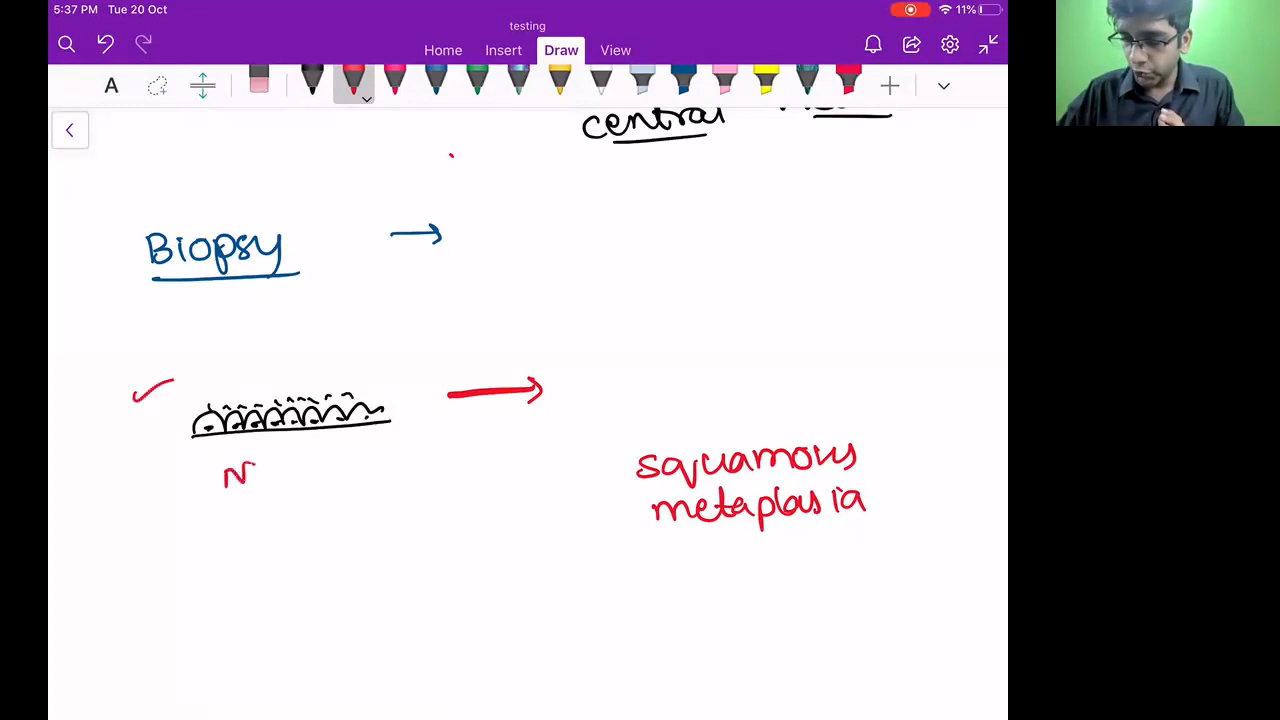 5:37 PM Tue 20 Oct
11%
testing
Home Insert Draw View
A
central
Biopsy
N
squamous
metaplasia